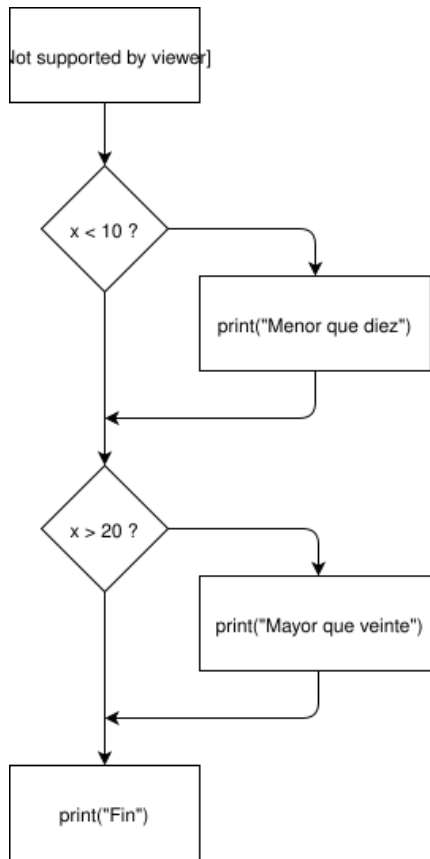 Not supported by viewer]
x < 10 ?
print("Menor que diez")
x > 20 ?
print("Mayor que veinte")
print("Fin")